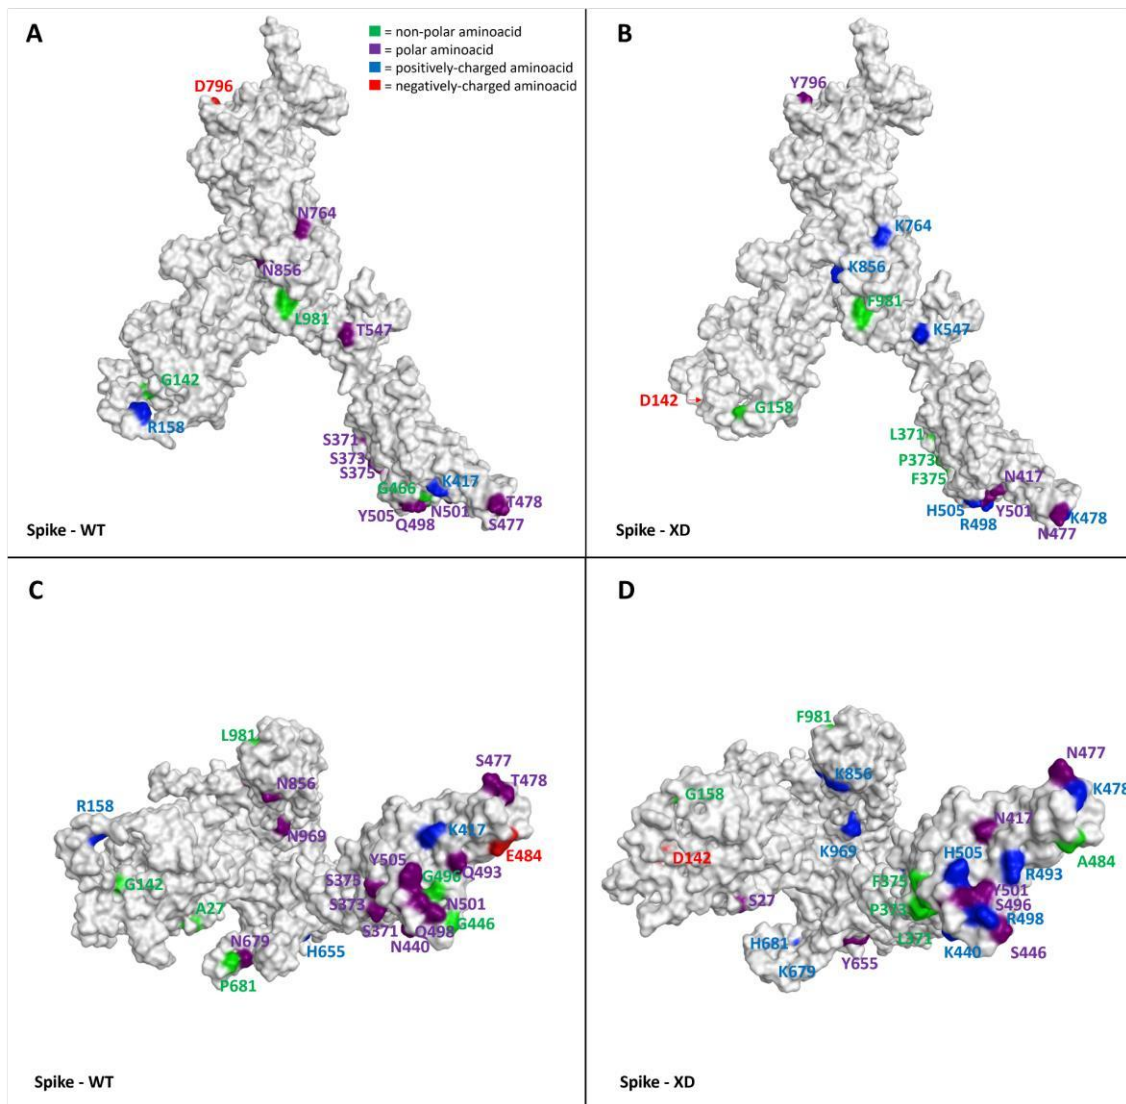 A
= non-polar aminoacid
= polar aminoacid
= positively-charged aminoacid
= negatively-charged aminoacid
D796
N764
N856
L981
T547
G142
R158
S371
S373
S375
G466
K417
Y505
N501
T478
Q498
S477
Spike - WT
B
Y796
K764
K856
F981
K547
D142
G158
L371
P373
F375
N417
H505
Y501
K478
R498
N477
Spike - XD
C
L981
S477
T478
N856
R158
N969
K417
E484
Y505
Q493
S375
G496
G142
S373
N501
A27
S371
Q498
G446
N440
N679
H655
P681
Spike - WT
D
F981
N477
K856
K478
G158
N417
A484
D142
K969
H505
R493
F375
Y501
S27
P373
S496
R498
H681
L371
K440
S446
K679
Y655
Spike - XD